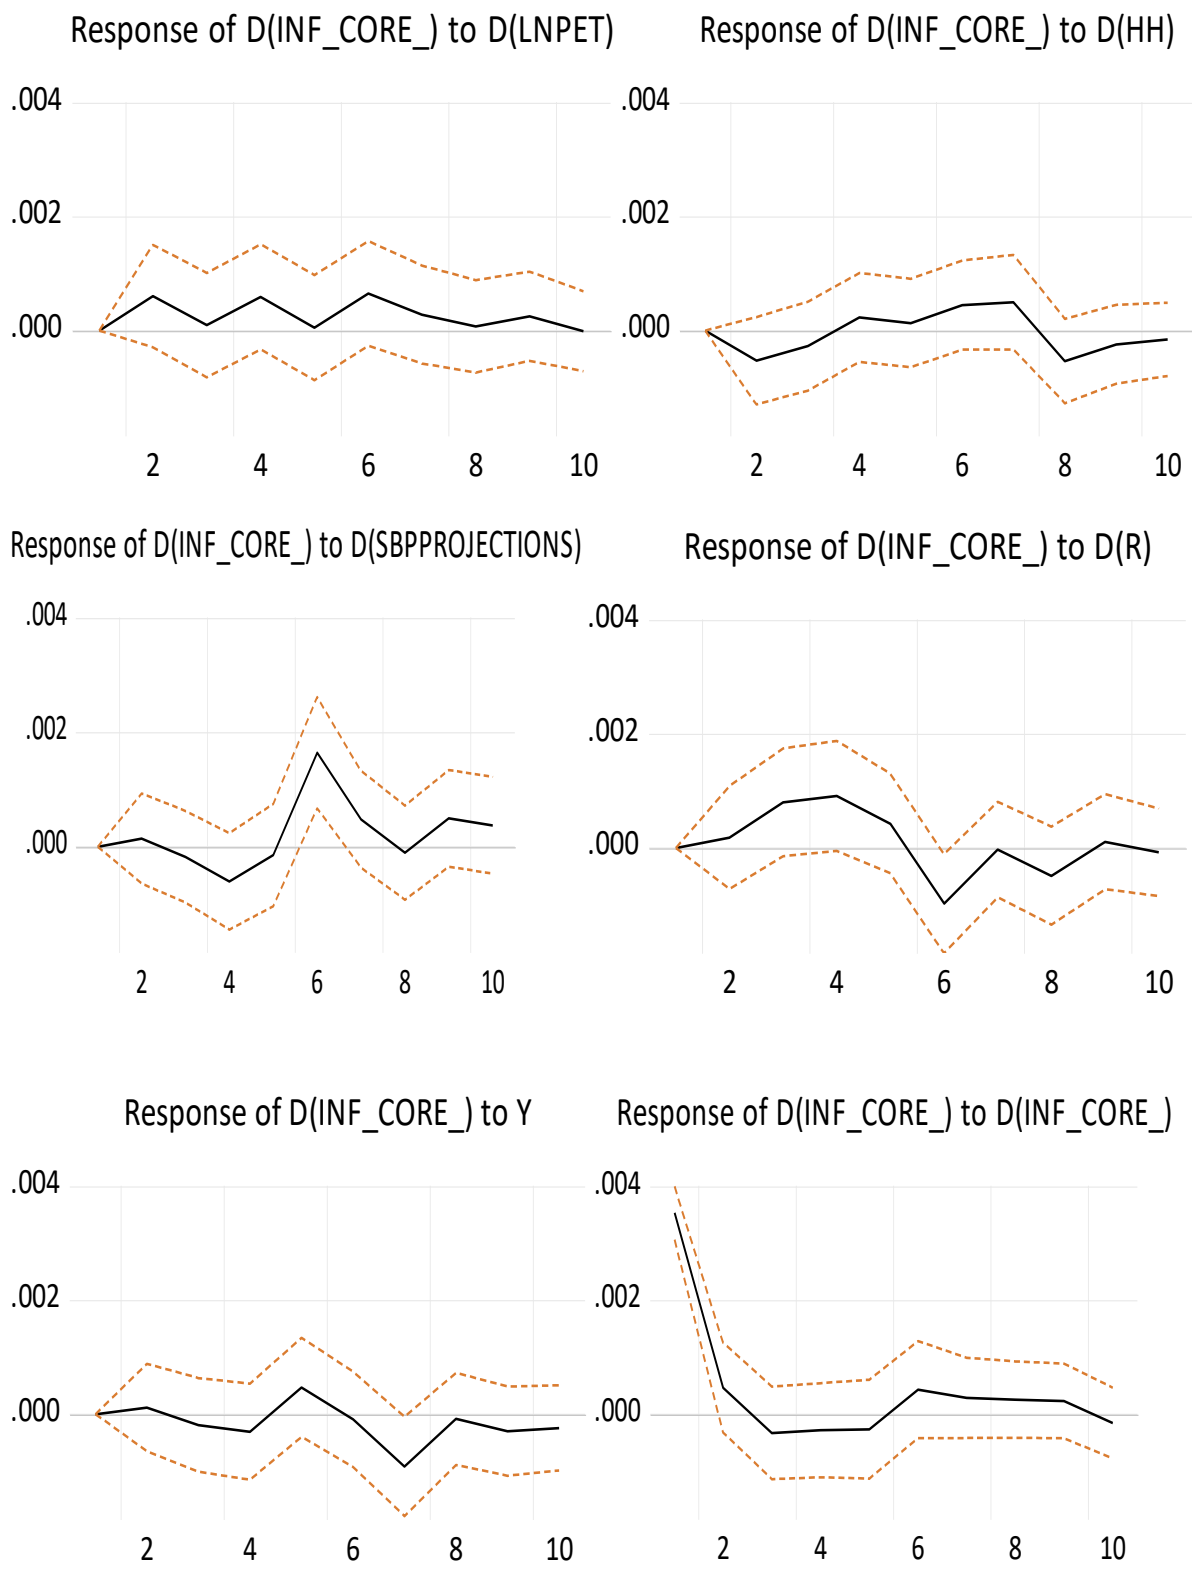 Response of D(INF_CORE_) to D(LNPET)
Response of D(INF_CORE_) to D(HH)
.004
.002
.000
2 4 6 8 10
.004
.002
.000
2 4 6 8 10
Response of D(INF_CORE_) to D(SBPPROJECTIONS)
Response of D(INF_CORE_) to D(R)
.004
.002
.000
2 4 6 8 10
.004
.002
.000
2 4 6 8 10
Response of D(INF_CORE_) to Y
Response of D(INF_CORE_) to D(INF_CORE_)
.004
.002
.000
2 4 6 8 10
.004
.002
.000
2 4 6 8 10